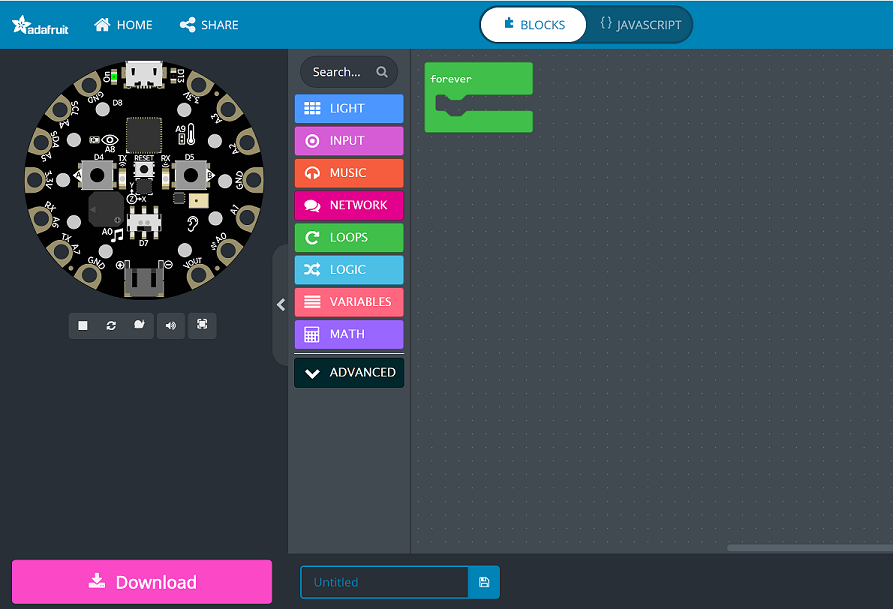 adafruit
HOME
SHARE
BLOCKS
{ } JAVASCRIPT
On
D13
GND
3.3V
D8
SCL
A4
A3
A9
SDA
A5
A8
A2
D4
TX
RESET
RX
D5
A
B
3.3V
GND
Y
Z
X
RX
A6
A1
A0
TX
A7
D7
A0
GND
VOUT
Search...
LIGHT
INPUT
MUSIC
NETWORK
LOOPS
LOGIC
VARIABLES
MATH
ADVANCED
forever
Download
Untitled